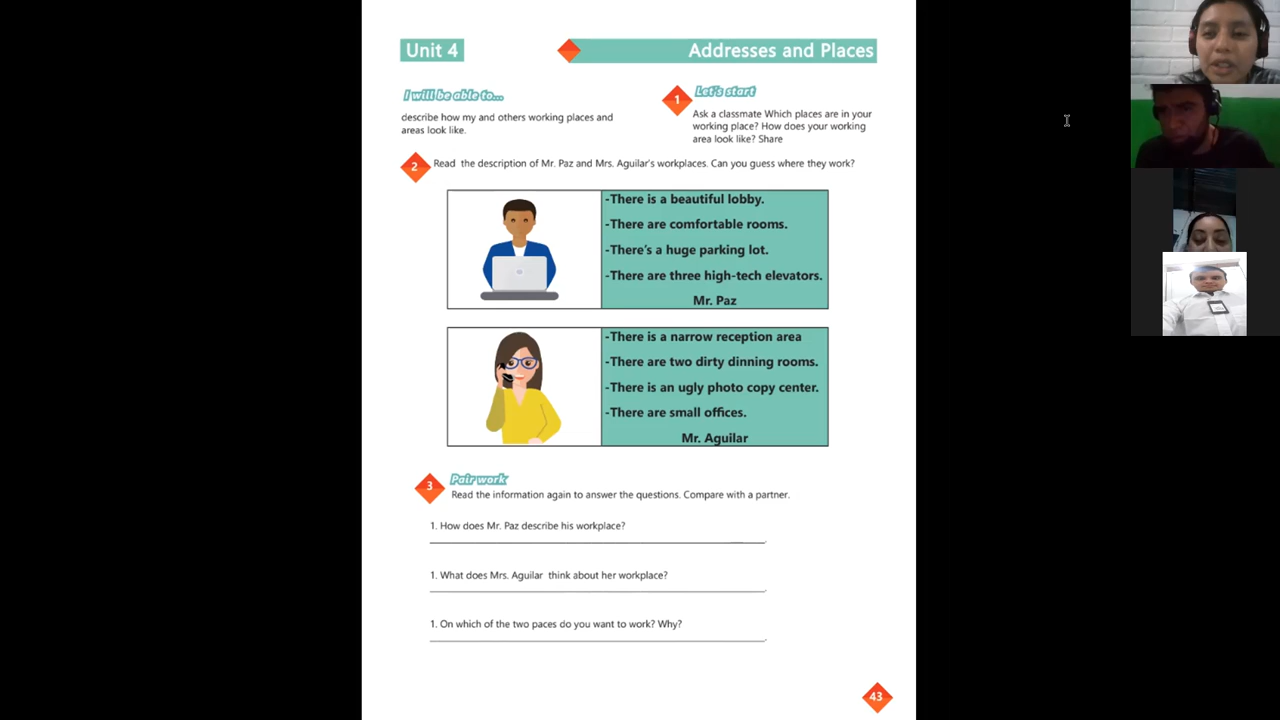 Unit 4
Addresses and Places
I will be able to...
describe how my and others working places and
areas look like.
1
Let's start
Ask a classmate Which places are in your
working place? How does your working
area look like? Share
2
Read the description of Mr. Paz and Mrs. Aguilar's workplaces. Can you guess where they work?
-There is a beautiful lobby.
-There are comfortable rooms.
-There's a huge parking lot.
-There are three high-tech elevators.
Mr. Paz
-There is a narrow reception area
-There are two dirty dinning rooms.
-There is an ugly photo copy center.
-There are small offices.
Mr. Aguilar
3
Pair work
Read the information again to answer the questions. Compare with a partner.
1. How does Mr. Paz describe his workplace?
1. What does Mrs. Aguilar think about her workplace?
1. On which of the two paces do you want to work? Why?
43